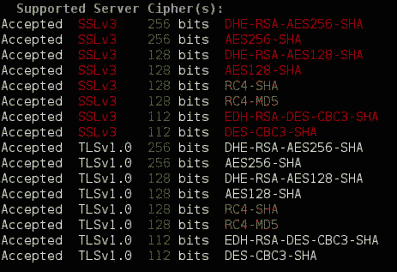 Supported Server Cipher(s):
Accepted SSLv3 256 bits DHE-RSA-AES256-SHA
Accepted SSLv3 256 bits AES256-SHA
Accepted SSLv3 128 bits DHE-RSA-AES128-SHA
Accepted SSLv3 128 bits AES128-SHA
Accepted SSLv3 128 bits RC4-SHA
Accepted SSLv3 128 bits RC4-MD5
Accepted SSLv3 112 bits EDH-RSA-DES-CBC3-SHA
Accepted SSLv3 112 bits DES-CBC3-SHA
Accepted TLSv1.0 256 bits DHE-RSA-AES256-SHA
Accepted TLSv1.0 256 bits AES256-SHA
Accepted TLSv1.0 128 bits DHE-RSA-AES128-SHA
Accepted TLSv1.0 128 bits AES128-SHA
Accepted TLSv1.0 128 bits RC4-SHA
Accepted TLSv1.0 128 bits RC4-MD5
Accepted TLSv1.0 112 bits EDH-RSA-DES-CBC3-SHA
Accepted TLSv1.0 112 bits DES-CBC3-SHA